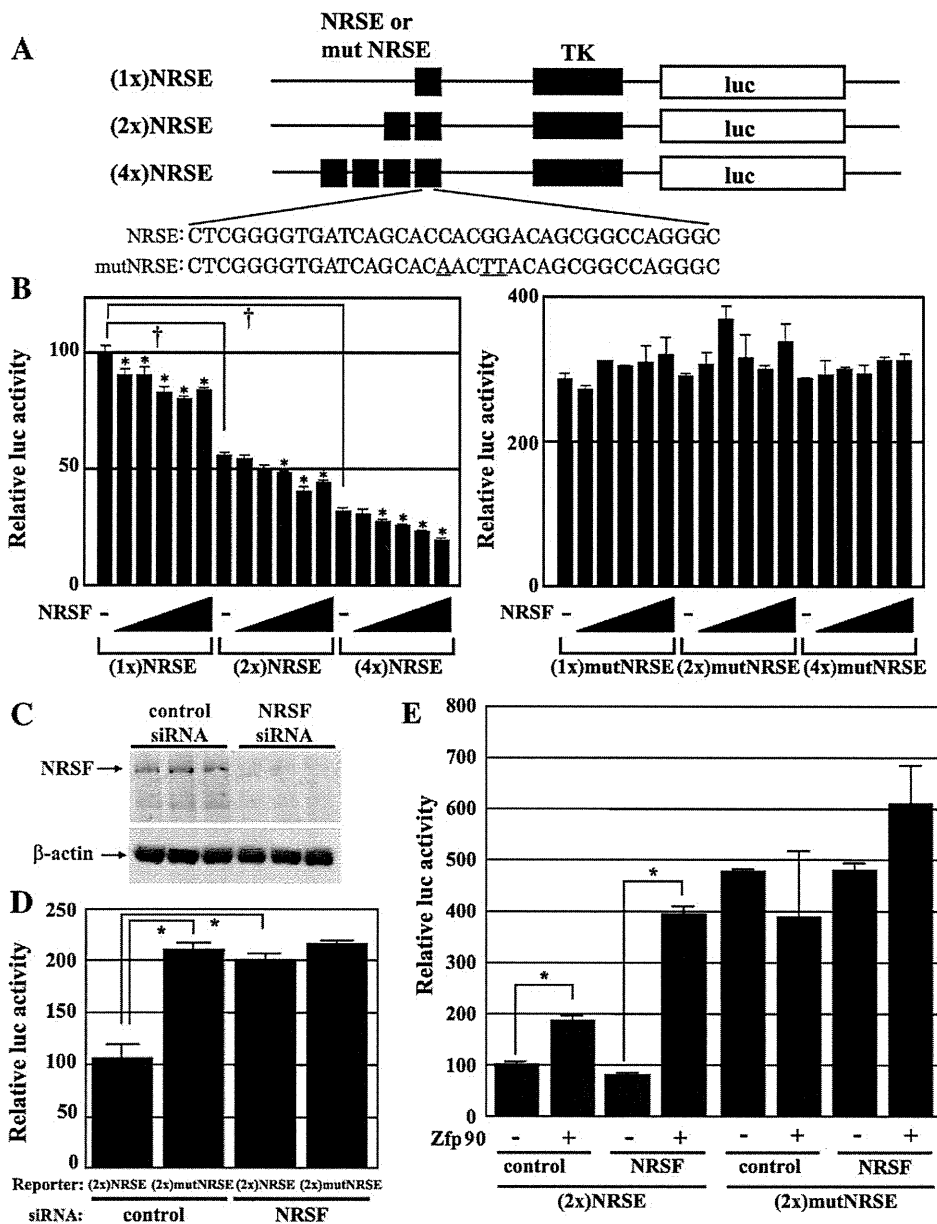 A
NRSE or
mut NRSE
TK
(1x)NRSE
luc
(2x)NRSE
luc
(4x)NRSE
luc
NRSE:CTCGGGGTGATCAGCACCACGGACAGCGGCCAGGGC
mutNRSE:CTCGGGGTGATCAGCACAACTTACAGCGGCCAGGGC
B
Relative luc activity
100
50
0
†
†
* * * * *
* * *
* * * *
NRSF
-
-
-
(1x)NRSE
(2x)NRSE
(4x)NRSE
Relative luc activity
400
200
0
NRSF
-
-
-
(1x)mutNRSE
(2x)mutNRSE
(4x)mutNRSE
C
control
siRNA
NRSF
siRNA
NRSF
β-actin
D
Relative luc activity
250
200
150
100
50
0
* *
Reporter: (2x)NRSE (2x)mutNRSE (2x)NRSE (2x)mutNRSE
siRNA: control NRSF
E
Relative luc activity
800
700
600
500
400
300
200
100
0
*
*
Zfp90 - + - + - + - +
control NRSF control NRSF
(2x)NRSE (2x)mutNRSE